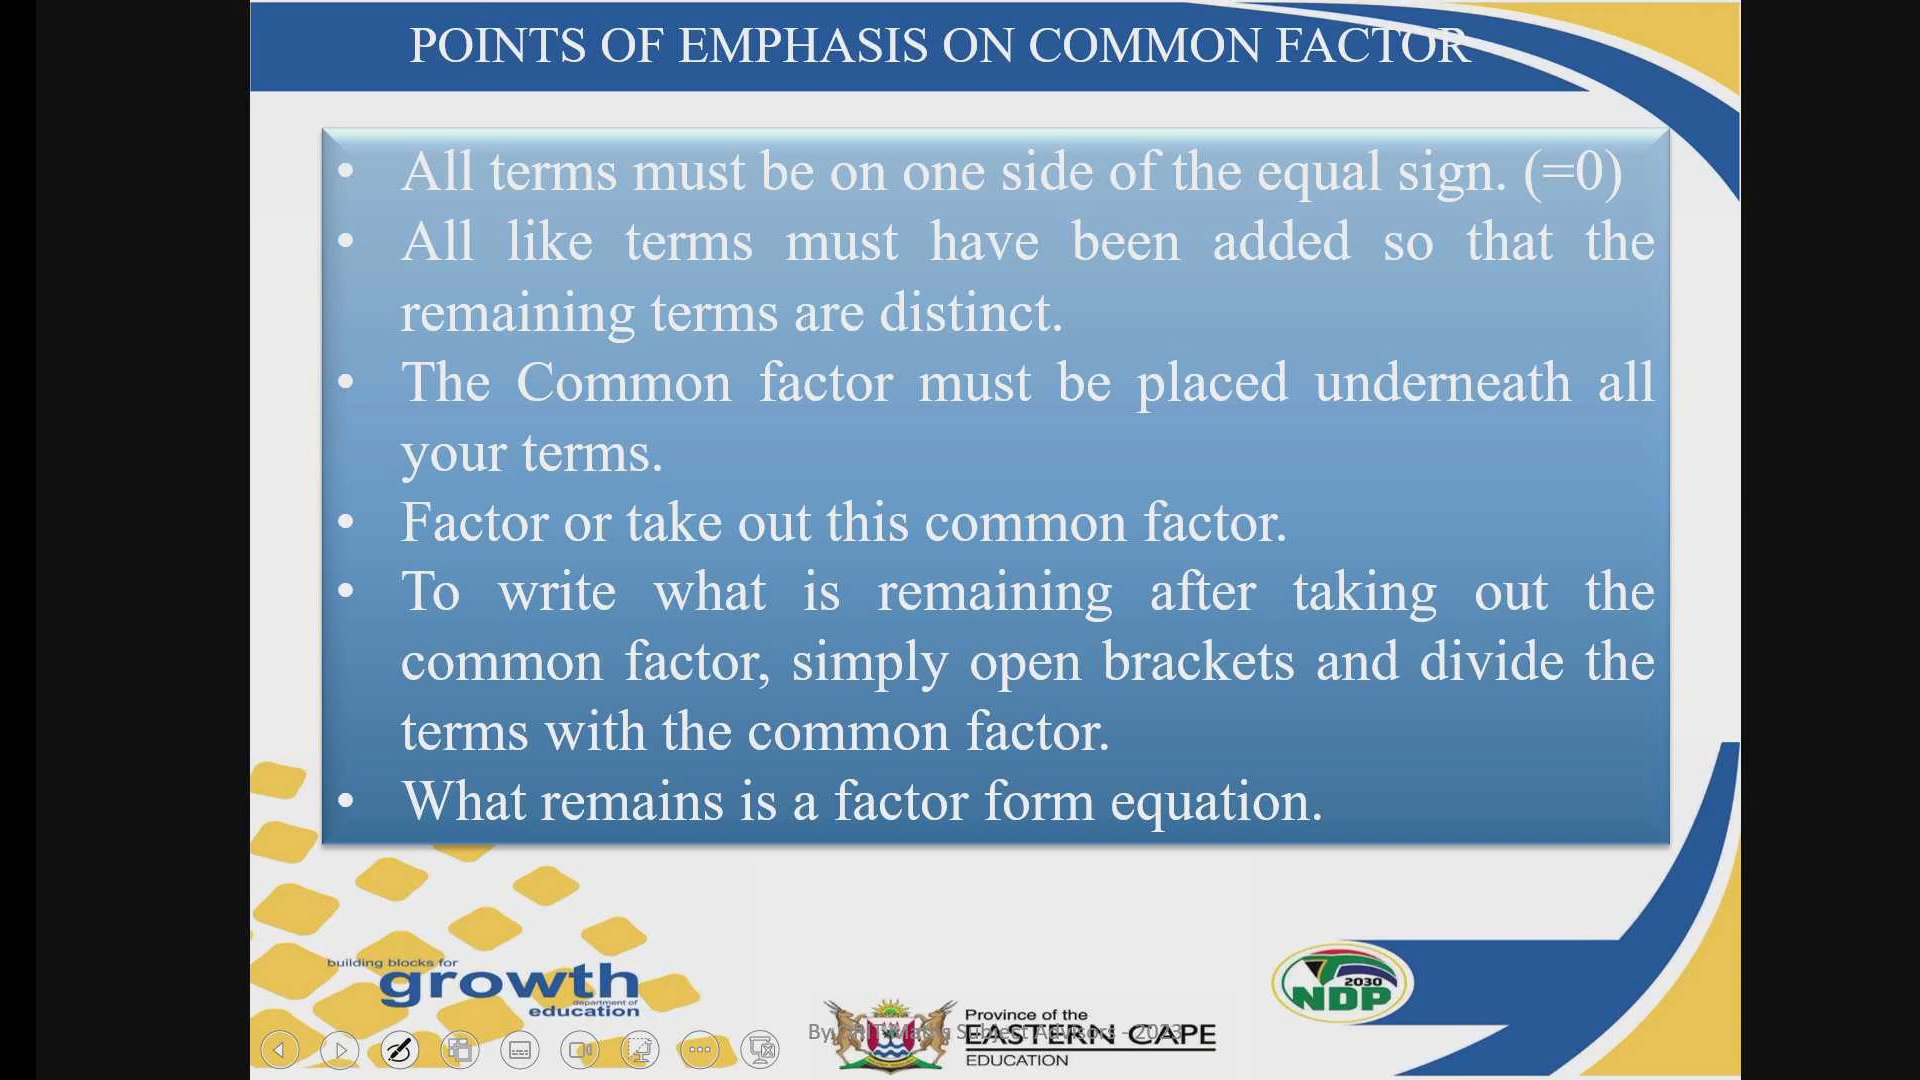 POINTS OF EMPHASIS ON COMMON FACTOR
• All terms must be on one side of the equal sign. (=0)
• All like terms must have been added so that the
remaining terms are distinct.
• The Common factor must be placed underneath all
your terms.
• Factor or take out this common factor.
• To write what is remaining after taking out the
common factor, simply open brackets and divide the
terms with the common factor.
• What remains is a factor form equation.
building blocks for
growth
department of
education
2030
NDP
Province of the
By Subject Advisors - 2023
EASTERN CAPE
EDUCATION